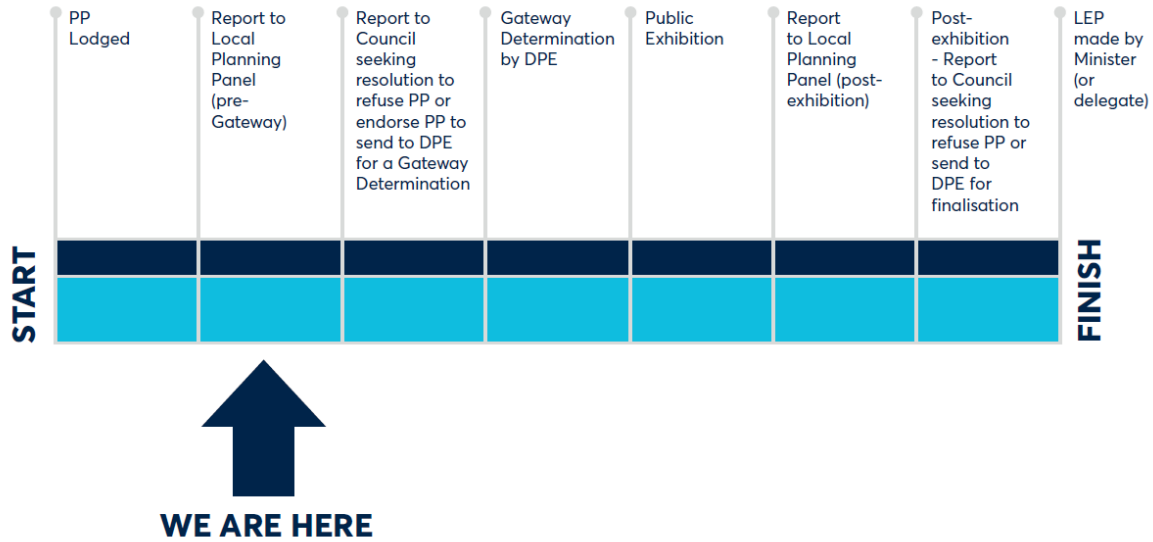 PP
Lodged
Report to
Local
Planning
Panel
(pre-
Gateway)
Report to
Council
seeking
resolution to
refuse PP or
endorse PP to
send to DPE
for a Gateway
Determination
Gateway
Determination
by DPE
Public
Exhibition
Report
to Local
Planning
Panel (post-
exhibition)
Post-
exhibition
- Report
to Council
seeking
resolution to
refuse PP or
send to
DPE for
finalisation
LEP
made by
Minister
(or
delegate)
START
FINISH
WE ARE HERE